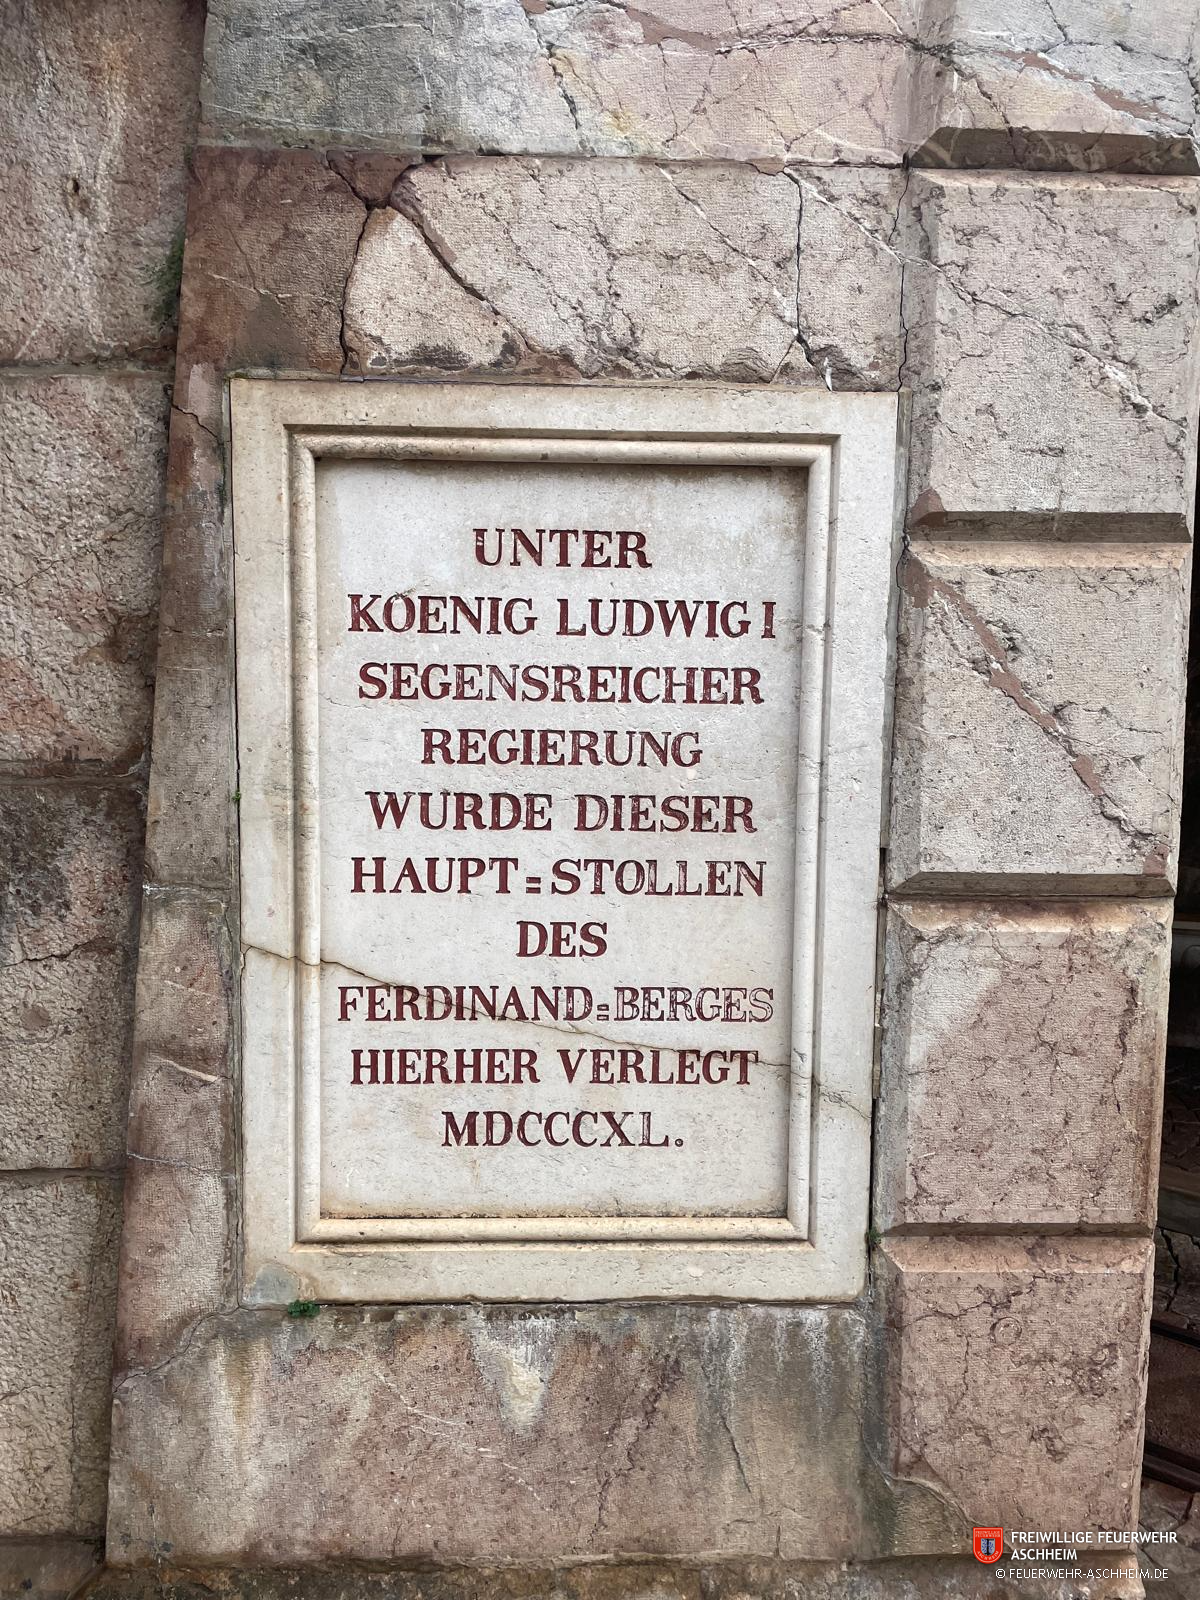 UNTER
KOENIG LUDWIG I
SEGENSREICHER
REGIERUNG
WURDE DIESER
HAUPT=STOLLEN
DES
FERDINAND=BERGES
HIERHER VERLEGT
MDCCCXL.
FREIWILLIGE FEUERWEHR
ASCHHEIM
© FEUERWEHR-ASCHHEIM.DE